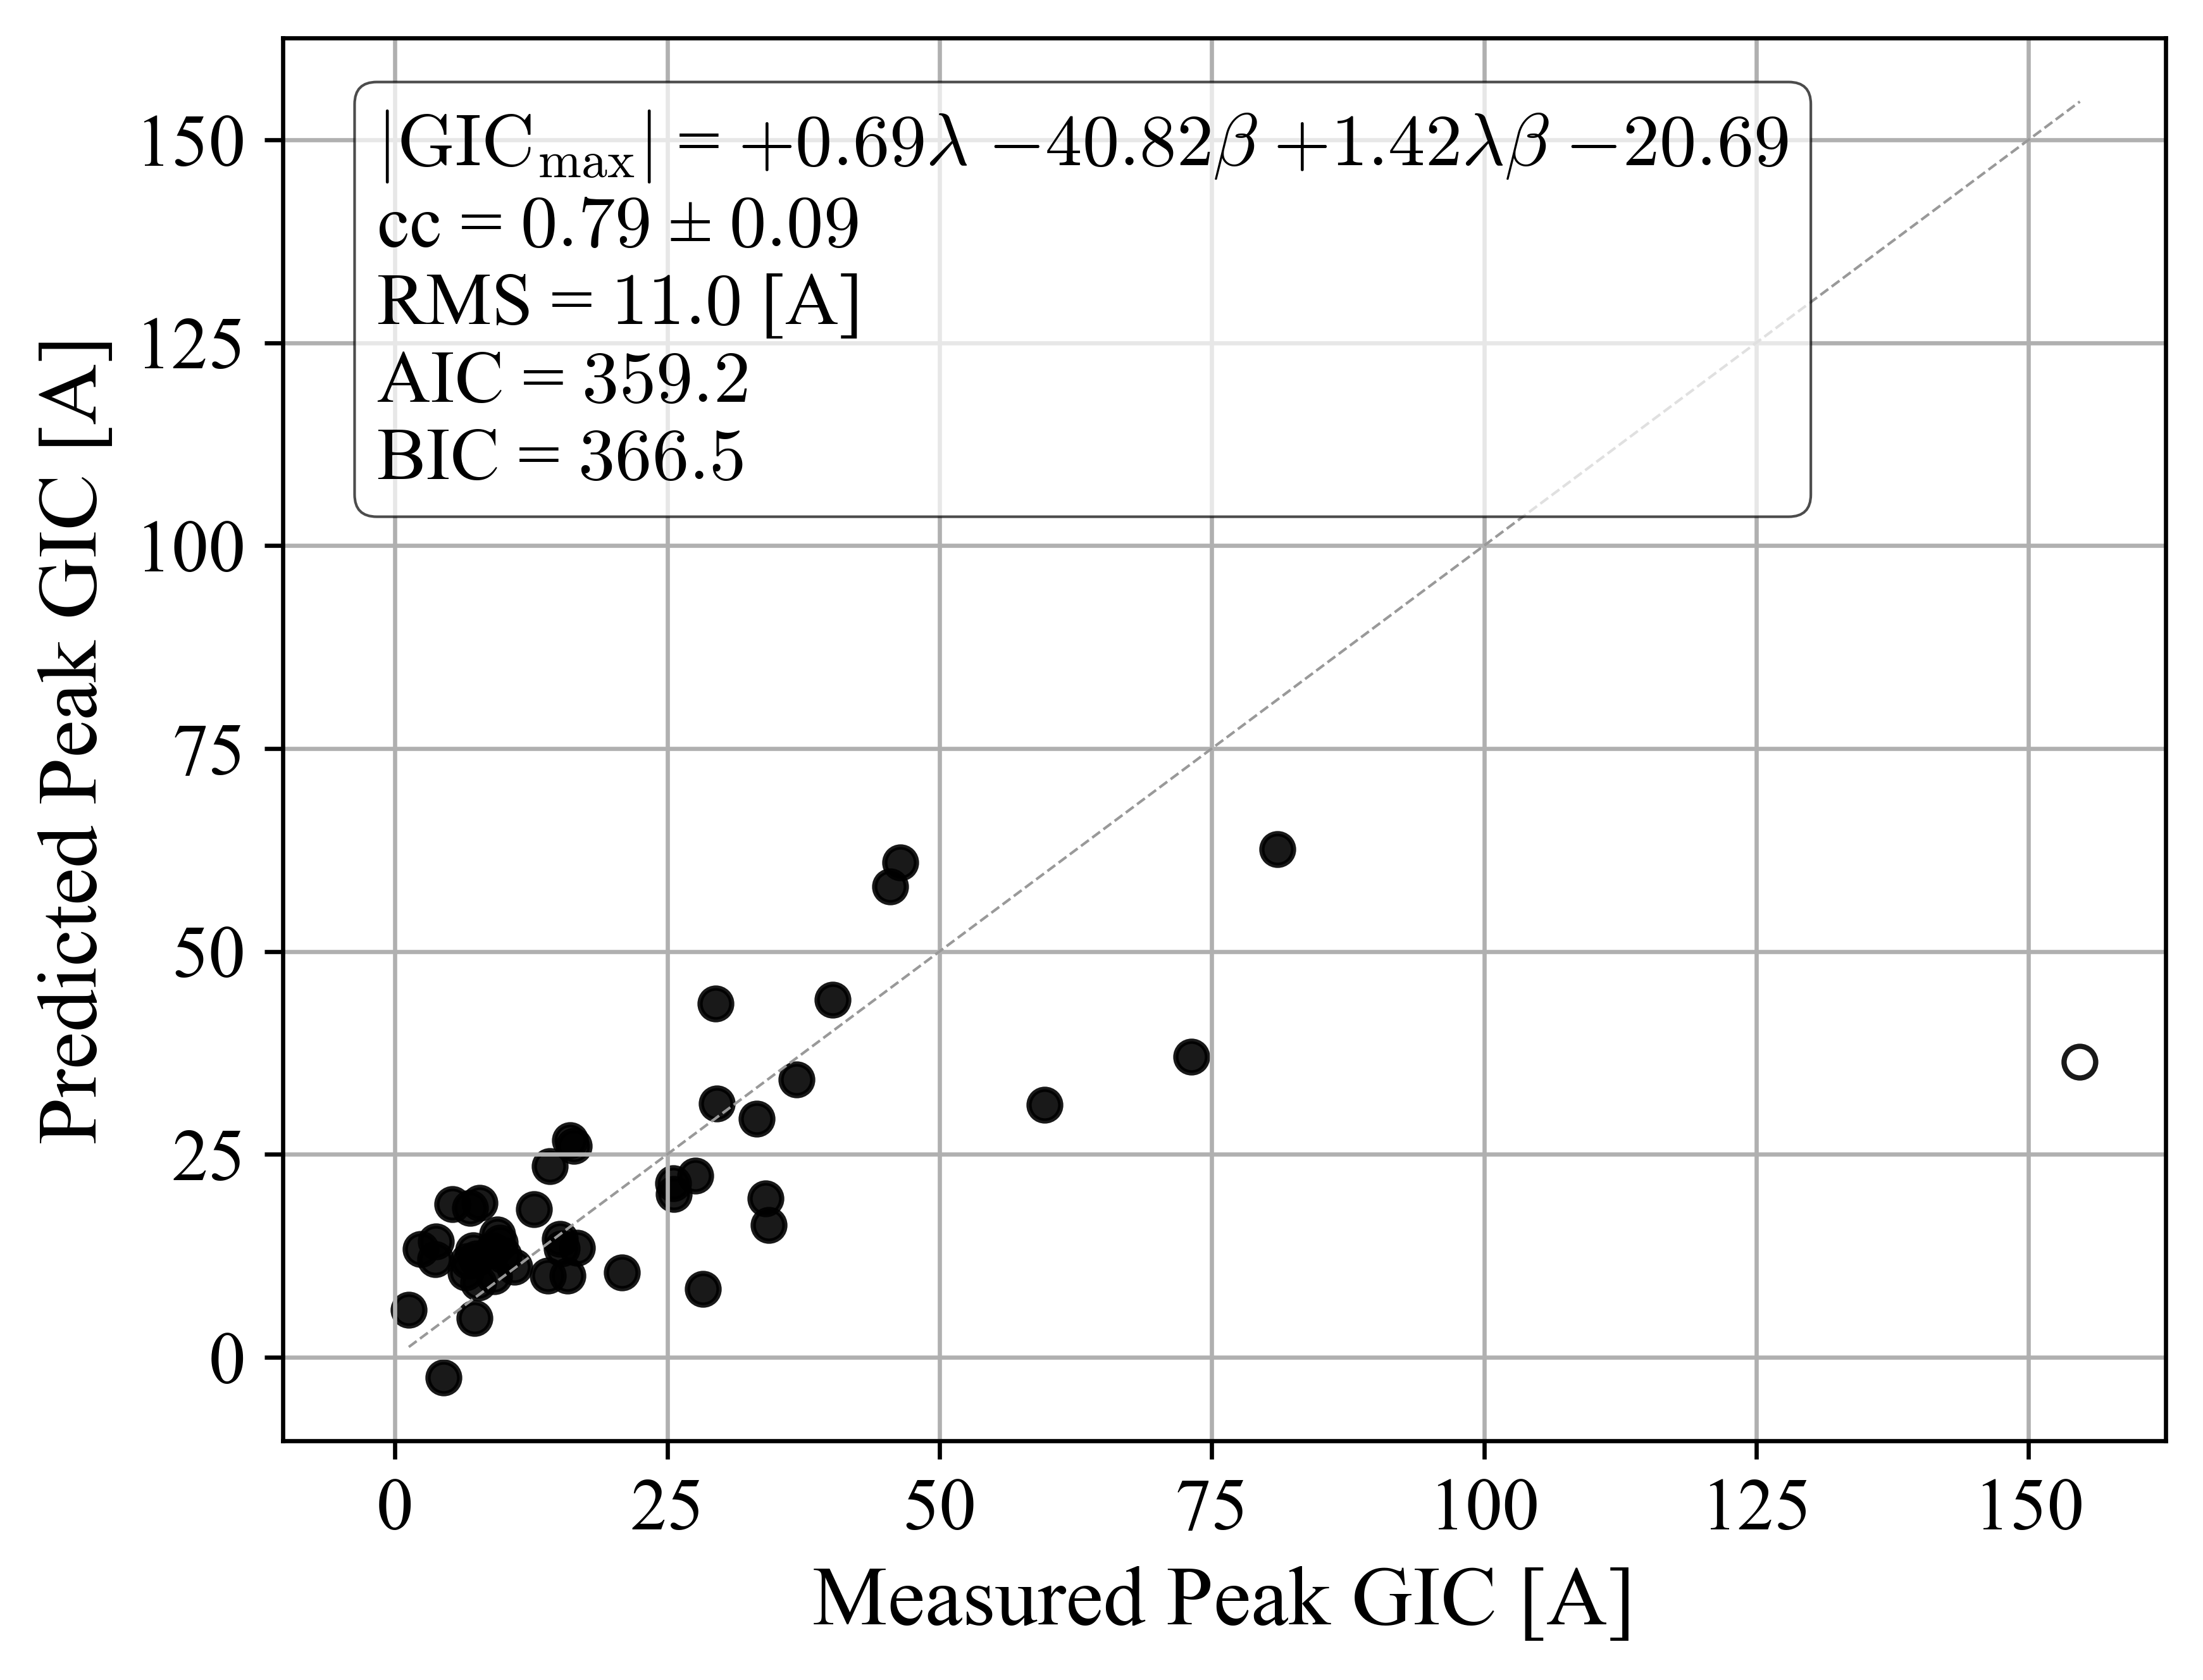 |GIC_max| = +0.69λ −40.82β +1.42λβ −20.69
cc = 0.79 ± 0.09
RMS = 11.0 [A]
AIC = 359.2
BIC = 366.5
Predicted Peak GIC [A]
150
125
100
75
50
25
0
0 25 50 75 100 125 150
Measured Peak GIC [A]